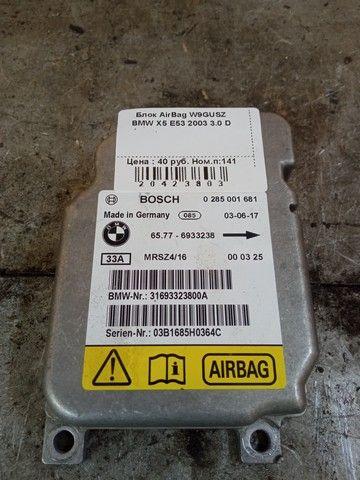 Блок AirBag W9GUSZ
BMW X5 E53 2003 3.0 D
Цена : 40 руб. Ном.п:141
20423803
BOSCH 0 285 001 681
Made in Germany 085 03-06-17
BMW
65.77 - 6933238
33A MRSZ4/16 00 03 25
BMW-Nr.: 31693323800A
Serien-Nr.: 03B1685H0364C
AIRBAG